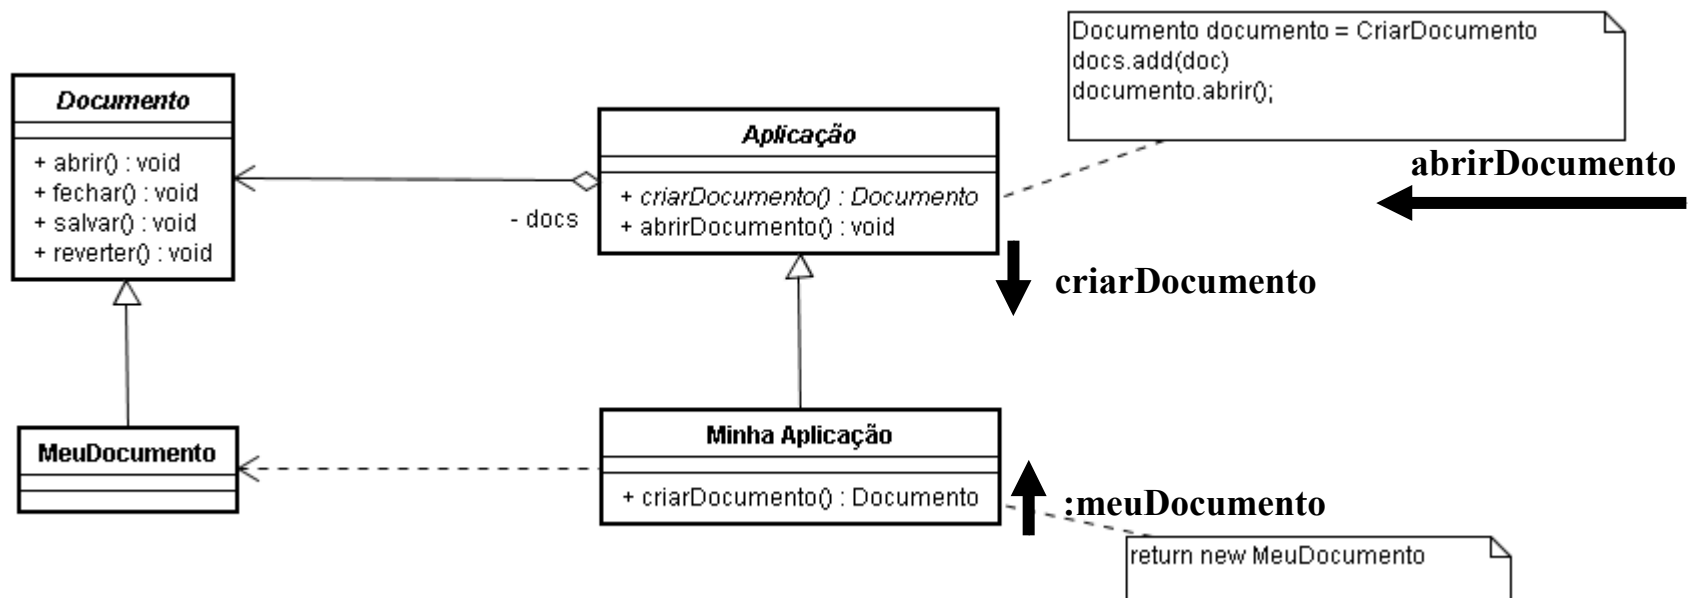 Documento documento = CriarDocumento
docs.add(doc)
documento.abrir();
Documento
+ abrir() : void
+ fechar() : void
+ salvar() : void
+ reverter() : void
Aplicação
+ criarDocumento() : Documento
+ abrirDocumento() : void
- docs
abrirDocumento
criarDocumento
MeuDocumento
Minha Aplicação
+ criarDocumento() : Documento
:meuDocumento
return new MeuDocumento